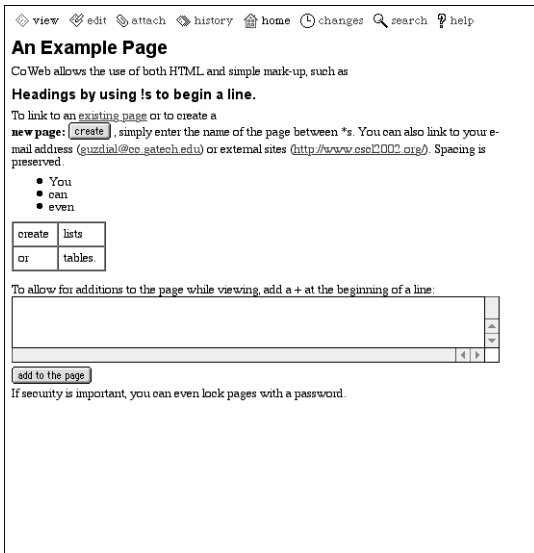 view edit attach history home changes search help
An Example Page
CoWeb allows the use of both HTML and simple mark-up, such as
Headings by using !s to begin a line.
To link to an existing page or to create a
new page: create , simply enter the name of the page between *s. You can also link to your e-
mail address (guzdial@cc.gatech.edu) or external sites (http://www.cscl2002.org/). Spacing is
preserved.
You
can
even
create lists
or tables.
To allow for additions to the page while viewing, add a + at the beginning of a line:
add to the page
If security is important, you can even lock pages with a password.